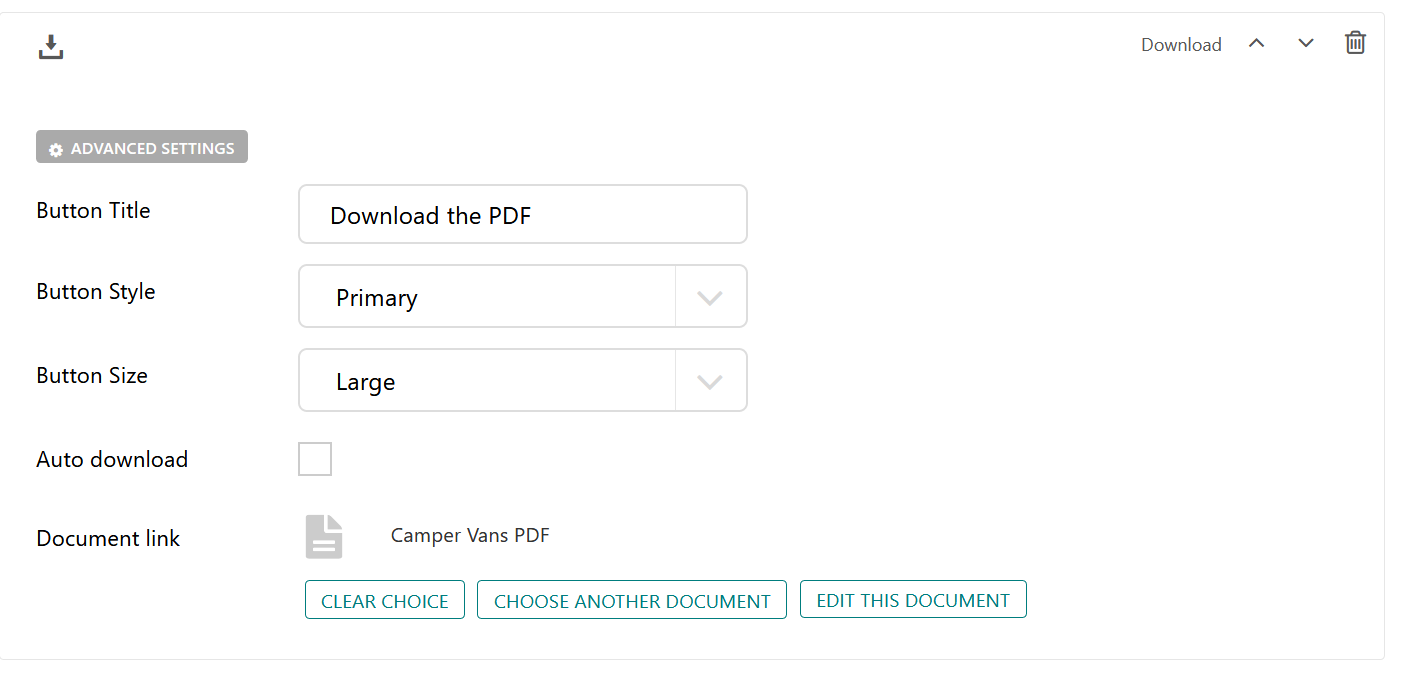 Download
ADVANCED SETTINGS
Button Title
Download the PDF
Button Style
Primary
Button Size
Large
Auto download
Document link
Camper Vans PDF
CLEAR CHOICE
CHOOSE ANOTHER DOCUMENT
EDIT THIS DOCUMENT